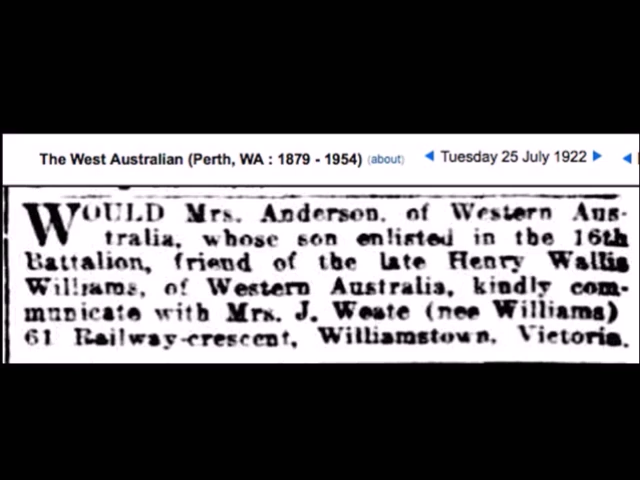 The West Australian (Perth, WA : 1879 - 1954) (about) Tuesday 25 July 1922
WOULD Mrs. Anderson, of Western Aus-
tralia, whose son enlisted in the 16th
Battalion, friend of the late Henry Wallis
Williams, of Western Australia, kindly com-
municate with Mrs. J. Weate (nee Williams)
61 Railway-crescent, Williamstown, Victoria.